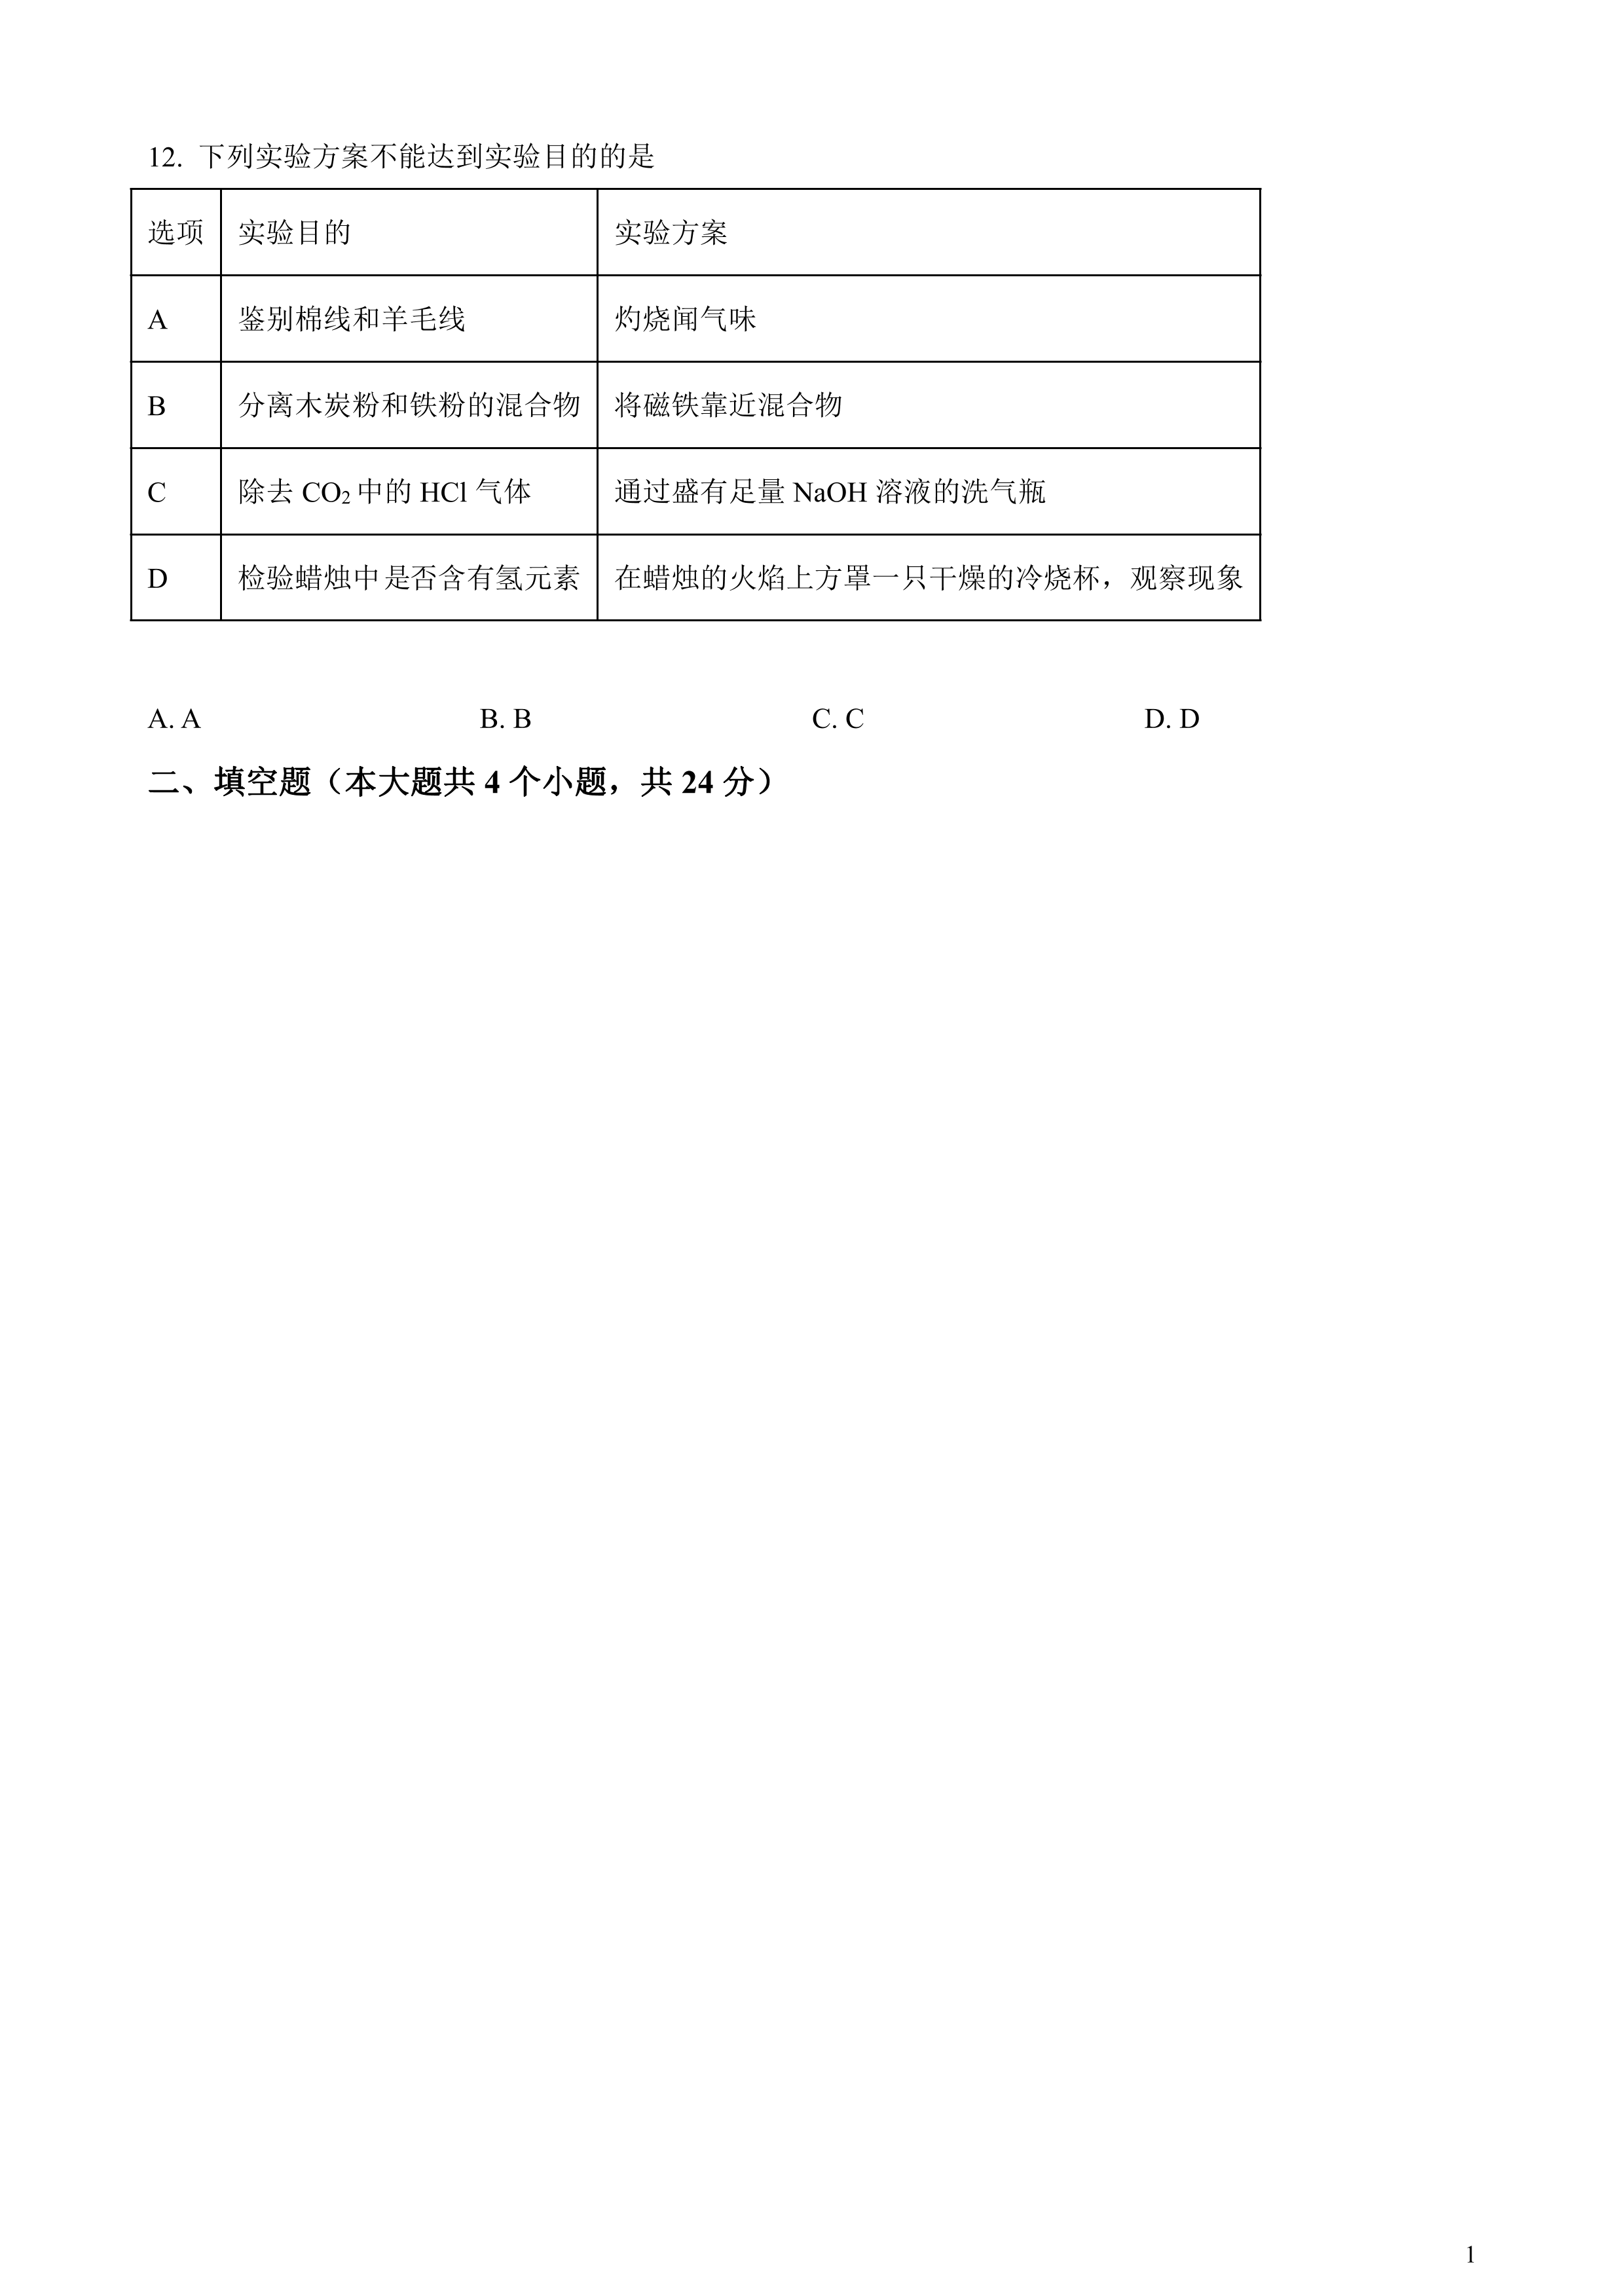 12. 下列实验方案不能达到实验目的的是
选项 实验目的 实验方案
A 鉴别棉线和羊毛线 灼烧闻气味
B 分离木炭粉和铁粉的混合物 将磁铁靠近混合物
C 除去 CO₂ 中的 HCl 气体 通过盛有足量 NaOH 溶液的洗气瓶
D 检验蜡烛中是否含有氢元素 在蜡烛的火焰上方罩一只干燥的冷烧杯，观察现象
A. A B. B C. C D. D
二、填空题（本大题共 4 个小题，共 24 分）
1